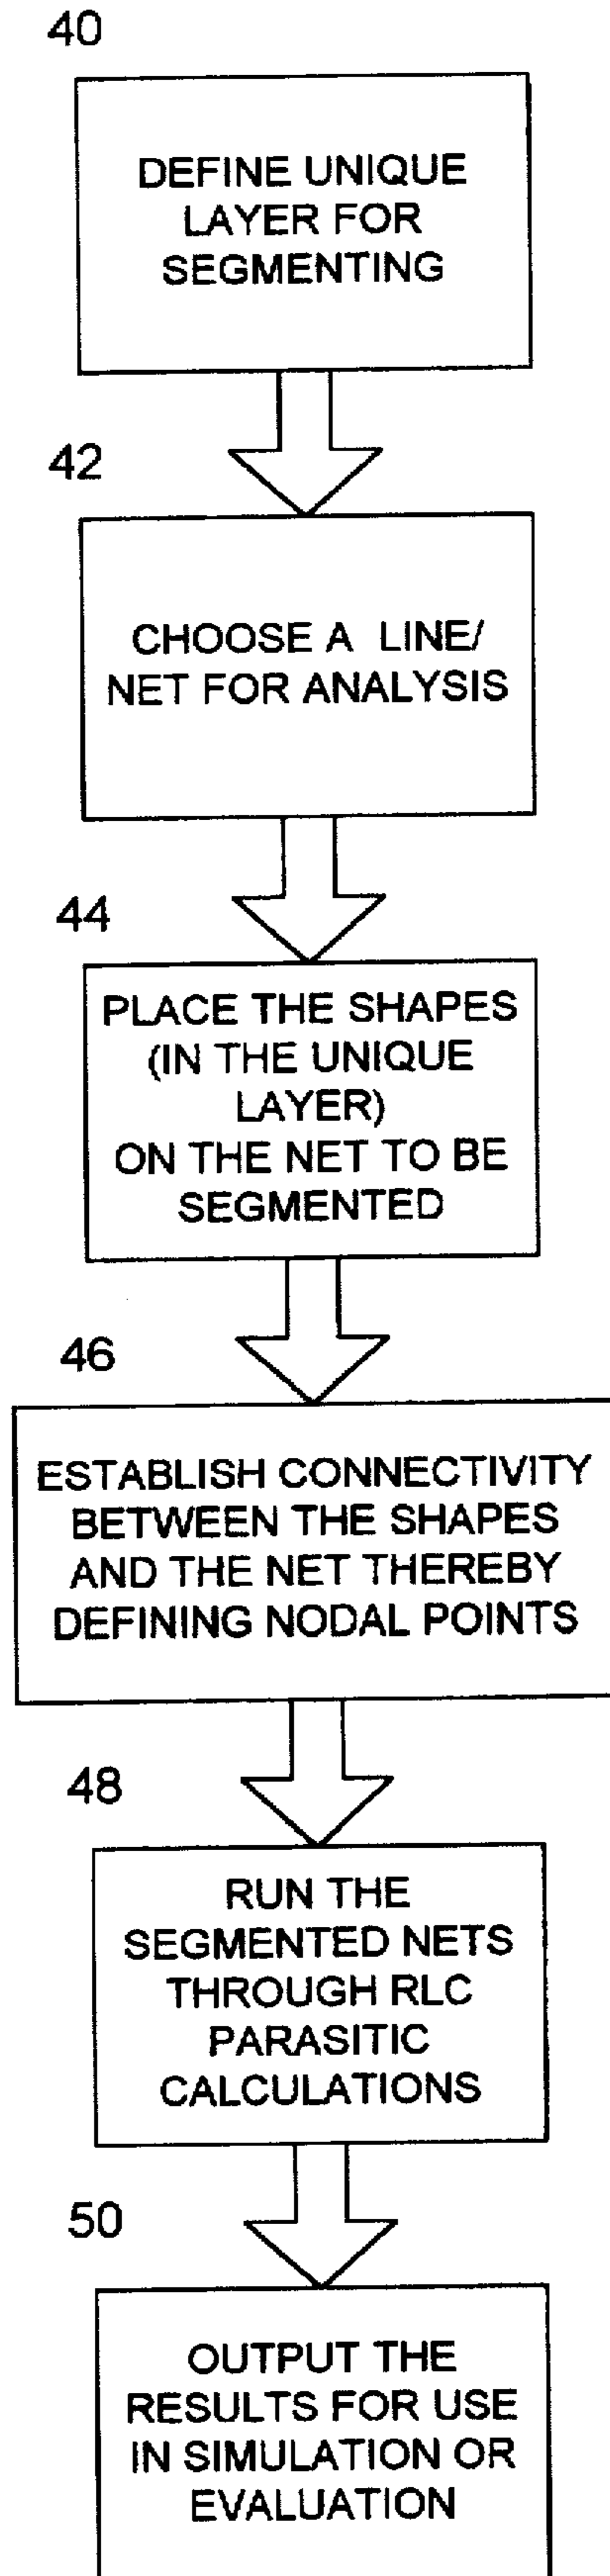 40
DEFINE UNIQUE
LAYER FOR
SEGMENTING
42
CHOOSE A LINE/
NET FOR ANALYSIS
44
PLACE THE SHAPES
(IN THE UNIQUE
LAYER)
ON THE NET TO BE
SEGMENTED
46
ESTABLISH CONNECTIVITY
BETWEEN THE SHAPES
AND THE NET THEREBY
DEFINING NODAL POINTS
48
RUN THE
SEGMENTED NETS
THROUGH RLC
PARASITIC
CALCULATIONS
50
OUTPUT THE
RESULTS FOR USE
IN SIMULATION OR
EVALUATION